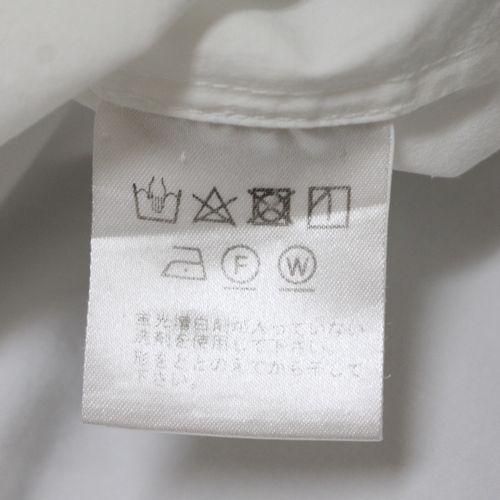 F W
蛍光増白剤が入っていない
洗剤を使用して下さい。
形をととのえてから干して
下さい。